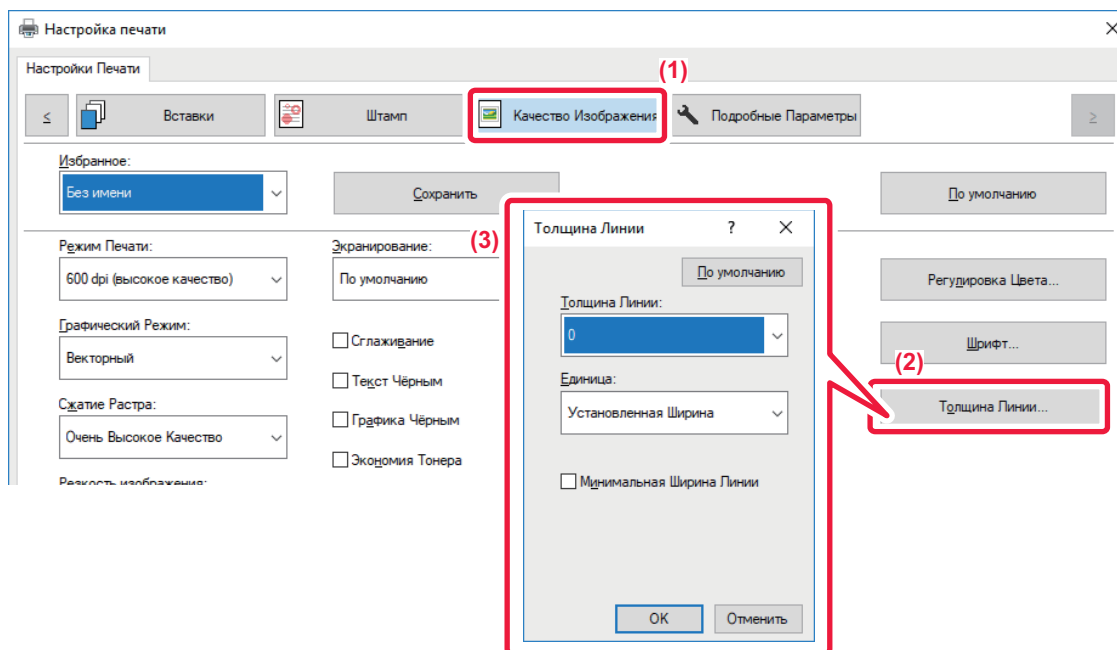 Настройка печати
Настройки Печати
(1)
<
Вставки
Штамп
Качество Изображения
Подробные Параметры
>
Избранное:
Без имени
Сохранить
По умолчанию
Режим Печати:
600 dpi (высокое качество)
Экранирование:
По умолчанию
(3)
Толщина Линии
?
По умолчанию
Толщина Линии:
0
Единица:
Установленная Ширина
Минимальная Ширина Линии
OK
Отменить
Регулировка Цвета...
Графический Режим:
Векторный
Сглаживание
Шрифт...
Текст Чёрным
(2)
Сжатие Растра:
Очень Высокое Качество
Графика Чёрным
Толщина Линии...
Экономия Тонера
Резкость изображения: